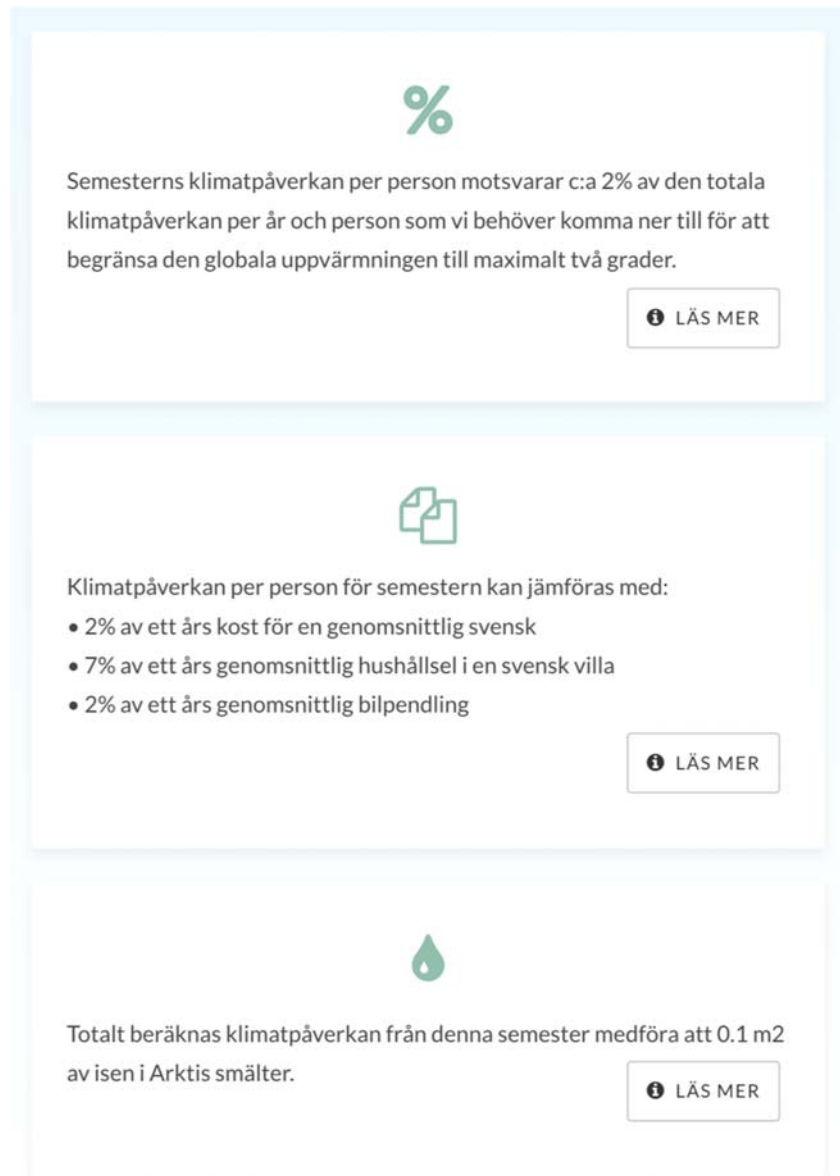 %
Semesterns klimatpåverkan per person motsvarar c:a 2% av den totala
klimatpåverkan per år och person som vi behöver komma ner till för att
begränsa den globala uppvärmningen till maximalt två grader.
LÄS MER
Klimatpåverkan per person för semestern kan jämföras med:
• 2% av ett års kost för en genomsnittlig svensk
• 7% av ett års genomsnittlig hushållsel i en svensk villa
• 2% av ett års genomsnittlig bilpendling
LÄS MER
Totalt beräknas klimatpåverkan från denna semester medföra att 0.1 m2
av isen i Arktis smälter.
LÄS MER